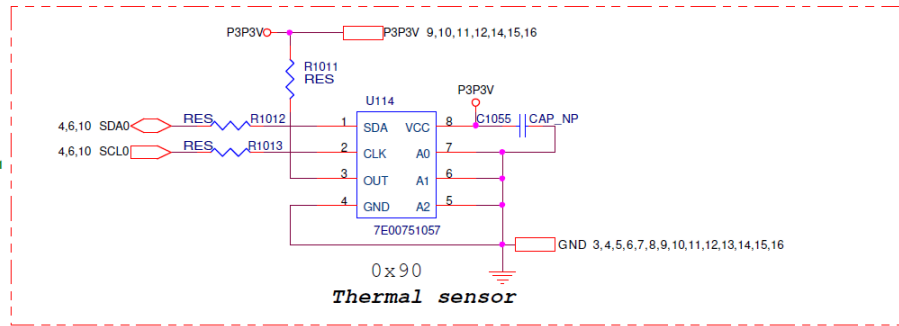 P3P3V P3P3V 9,10,11,12,14,15,16
R1011
RES
P3P3V
U114
C1055 CAP_NP
4,6,10 SDA0 RES R1012 1 SDA VCC 8
4,6,10 SCL0 RES R1013 2 CLK A0 7
3 OUT A1 6
4 GND A2 5
7E00751057
GND 3,4,5,6,7,8,9,10,11,12,13,14,15,16
0x90
Thermal sensor